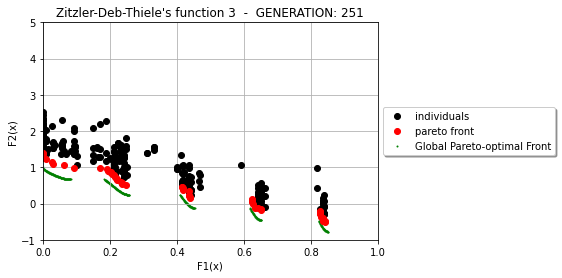 Zitzler-Deb-Thiele's function 3 - GENERATION: 251
5
4
3
2
1
0
−1
F2(x)
0.0 0.2 0.4 0.6 0.8 1.0
F1(x)
individuals
pareto front
Global Pareto-optimal Front